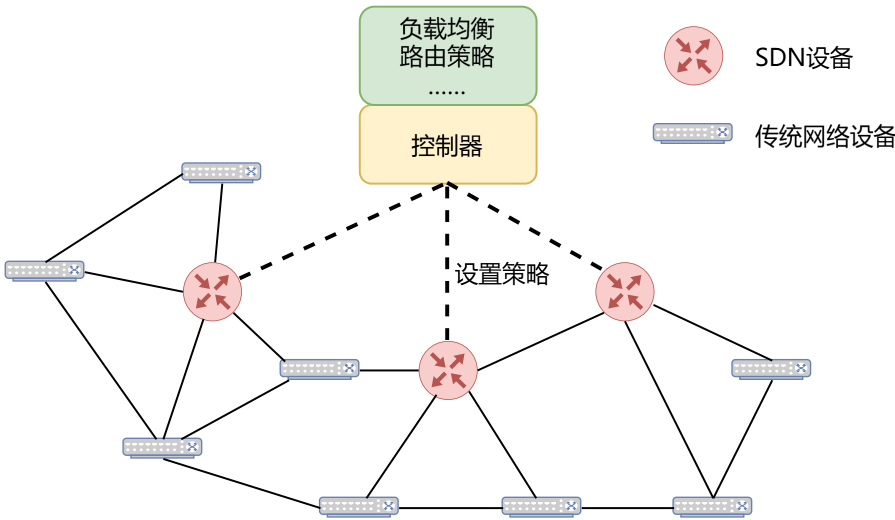 负载均衡
路由策略
......
控制器
设置策略
SDN设备
传统网络设备